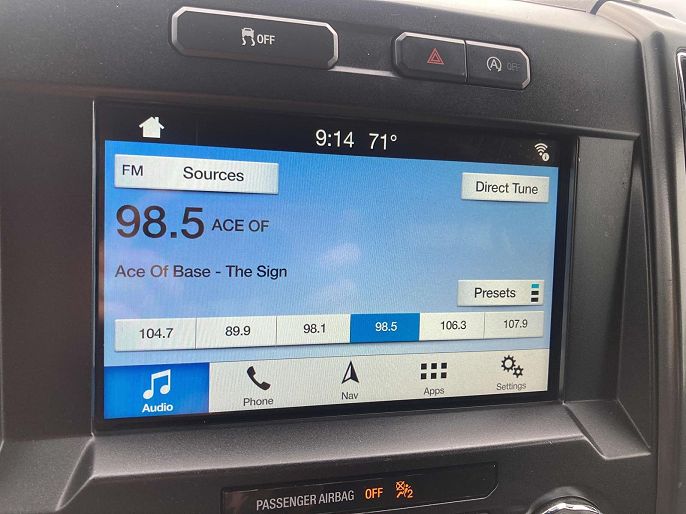 OFF
OFF
9:14 71°
FM Sources
Direct Tune
98.5 ACE OF
Ace Of Base - The Sign
Presets
104.7 89.9 98.1 98.5 106.3 107.9
Audio Phone Nav Apps Settings
PASSENGER AIRBAG OFF 2